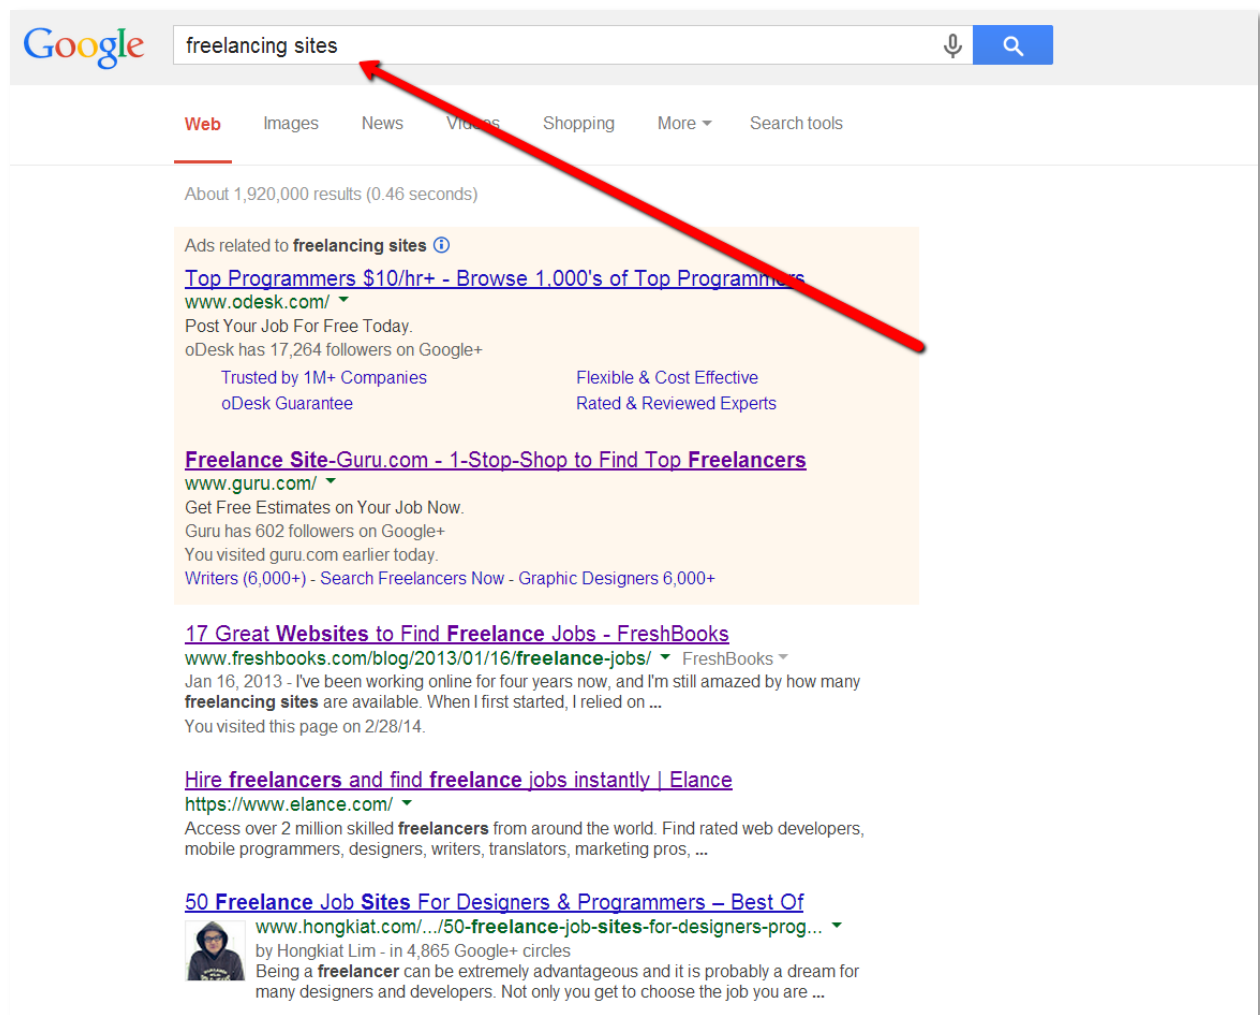 Google
freelancing sites
Web Images News Videos Shopping More Search tools
About 1,920,000 results (0.46 seconds)
Ads related to freelancing sites
Top Programmers $10/hr+ - Browse 1,000's of Top Programmers
www.odesk.com/
Post Your Job For Free Today.
oDesk has 17,264 followers on Google+
Trusted by 1M+ Companies Flexible & Cost Effective
oDesk Guarantee Rated & Reviewed Experts
Freelance Site-Guru.com - 1-Stop-Shop to Find Top Freelancers
www.guru.com/
Get Free Estimates on Your Job Now.
Guru has 602 followers on Google+
You visited guru.com earlier today.
Writers (6,000+) - Search Freelancers Now - Graphic Designers 6,000+
17 Great Websites to Find Freelance Jobs - FreshBooks
www.freshbooks.com/blog/2013/01/16/freelance-jobs/ FreshBooks
Jan 16, 2013 - I've been working online for four years now, and I'm still amazed by how many
freelancing sites are available. When I first started, I relied on ...
You visited this page on 2/28/14.
Hire freelancers and find freelance jobs instantly | Elance
https://www.elance.com/
Access over 2 million skilled freelancers from around the world. Find rated web developers,
mobile programmers, designers, writers, translators, marketing pros, ...
50 Freelance Job Sites For Designers & Programmers – Best Of
www.hongkiat.com/.../50-freelance-job-sites-for-designers-prog...
by Hongkiat Lim - in 4,865 Google+ circles
Being a freelancer can be extremely advantageous and it is probably a dream for
many designers and developers. Not only you get to choose the job you are ...